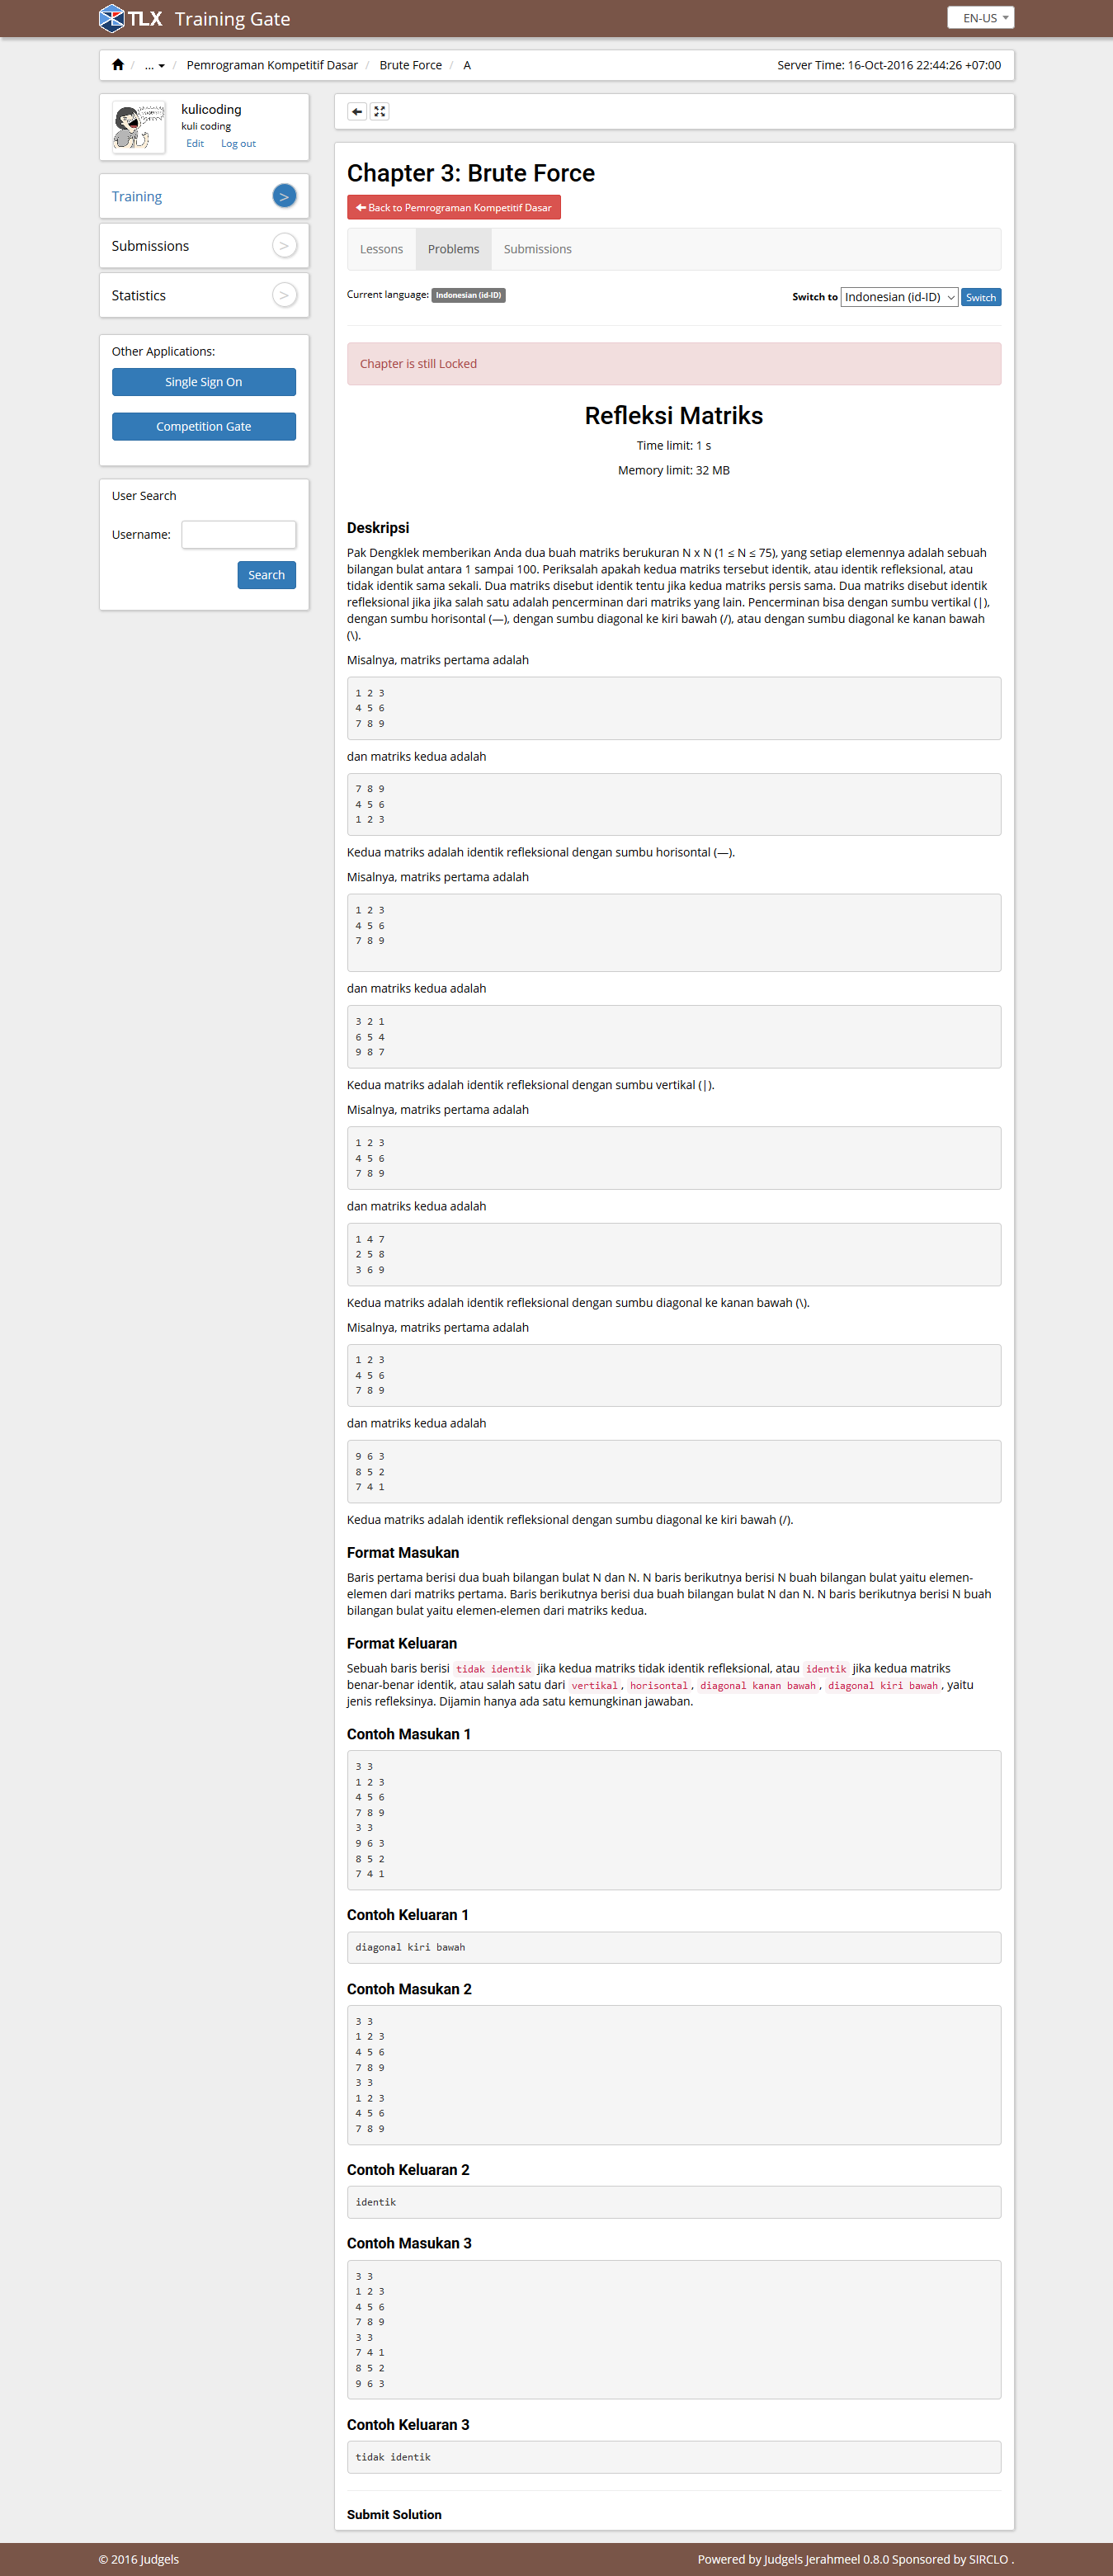 TLX Training Gate
EN-US
... / Pemrograman Kompetitif Dasar / Brute Force / A
Server Time: 16-Oct-2016 22:44:26 +07:00
kulicoding
kuli coding
Edit Log out
Training >
Submissions >
Statistics >
Other Applications:
Single Sign On
Competition Gate
User Search
Username:
Search
Chapter 3: Brute Force
Back to Pemrograman Kompetitif Dasar
Lessons Problems Submissions
Current language: Indonesian (id-ID)
Switch to Indonesian (id-ID) Switch
Chapter is still Locked
Refleksi Matriks
Time limit: 1 s
Memory limit: 32 MB
Deskripsi
Pak Dengklek memberikan Anda dua buah matriks berukuran N x N (1 ≤ N ≤ 75), yang setiap elemennya adalah sebuah
bilangan bulat antara 1 sampai 100. Periksalah apakah kedua matriks tersebut identik, atau identik refleksional, atau
tidak identik sama sekali. Dua matriks disebut identik tentu jika kedua matriks persis sama. Dua matriks disebut identik
refleksional jika jika salah satu adalah pencerminan dari matriks yang lain. Pencerminan bisa dengan sumbu vertikal (|),
dengan sumbu horisontal (—), dengan sumbu diagonal ke kiri bawah (/), atau dengan sumbu diagonal ke kanan bawah
(\).
Misalnya, matriks pertama adalah
1 2 3
4 5 6
7 8 9
dan matriks kedua adalah
7 8 9
4 5 6
1 2 3
Kedua matriks adalah identik refleksional dengan sumbu horisontal (—).
Misalnya, matriks pertama adalah
1 2 3
4 5 6
7 8 9
dan matriks kedua adalah
3 2 1
6 5 4
9 8 7
Kedua matriks adalah identik refleksional dengan sumbu vertikal (|).
Misalnya, matriks pertama adalah
1 2 3
4 5 6
7 8 9
dan matriks kedua adalah
1 4 7
2 5 8
3 6 9
Kedua matriks adalah identik refleksional dengan sumbu diagonal ke kanan bawah (\).
Misalnya, matriks pertama adalah
1 2 3
4 5 6
7 8 9
dan matriks kedua adalah
9 6 3
8 5 2
7 4 1
Kedua matriks adalah identik refleksional dengan sumbu diagonal ke kiri bawah (/).
Format Masukan
Baris pertama berisi dua buah bilangan bulat N dan N. N baris berikutnya berisi N buah bilangan bulat yaitu elemen-
elemen dari matriks pertama. Baris berikutnya berisi dua buah bilangan bulat N dan N. N baris berikutnya berisi N buah
bilangan bulat yaitu elemen-elemen dari matriks kedua.
Format Keluaran
Sebuah baris berisi tidak identik jika kedua matriks tidak identik refleksional, atau identik jika kedua matriks
benar-benar identik, atau salah satu dari vertikal, horisontal, diagonal kanan bawah, diagonal kiri bawah, yaitu
jenis refleksinya. Dijamin hanya ada satu kemungkinan jawaban.
Contoh Masukan 1
3 3
1 2 3
4 5 6
7 8 9
3 3
9 6 3
8 5 2
7 4 1
Contoh Keluaran 1
diagonal kiri bawah
Contoh Masukan 2
3 3
1 2 3
4 5 6
7 8 9
3 3
1 2 3
4 5 6
7 8 9
Contoh Keluaran 2
identik
Contoh Masukan 3
3 3
1 2 3
4 5 6
7 8 9
3 3
7 4 1
8 5 2
9 6 3
Contoh Keluaran 3
tidak identik
Submit Solution
© 2016 Judgels
Powered by Judgels Jerahmeel 0.8.0 Sponsored by SIRCLO .